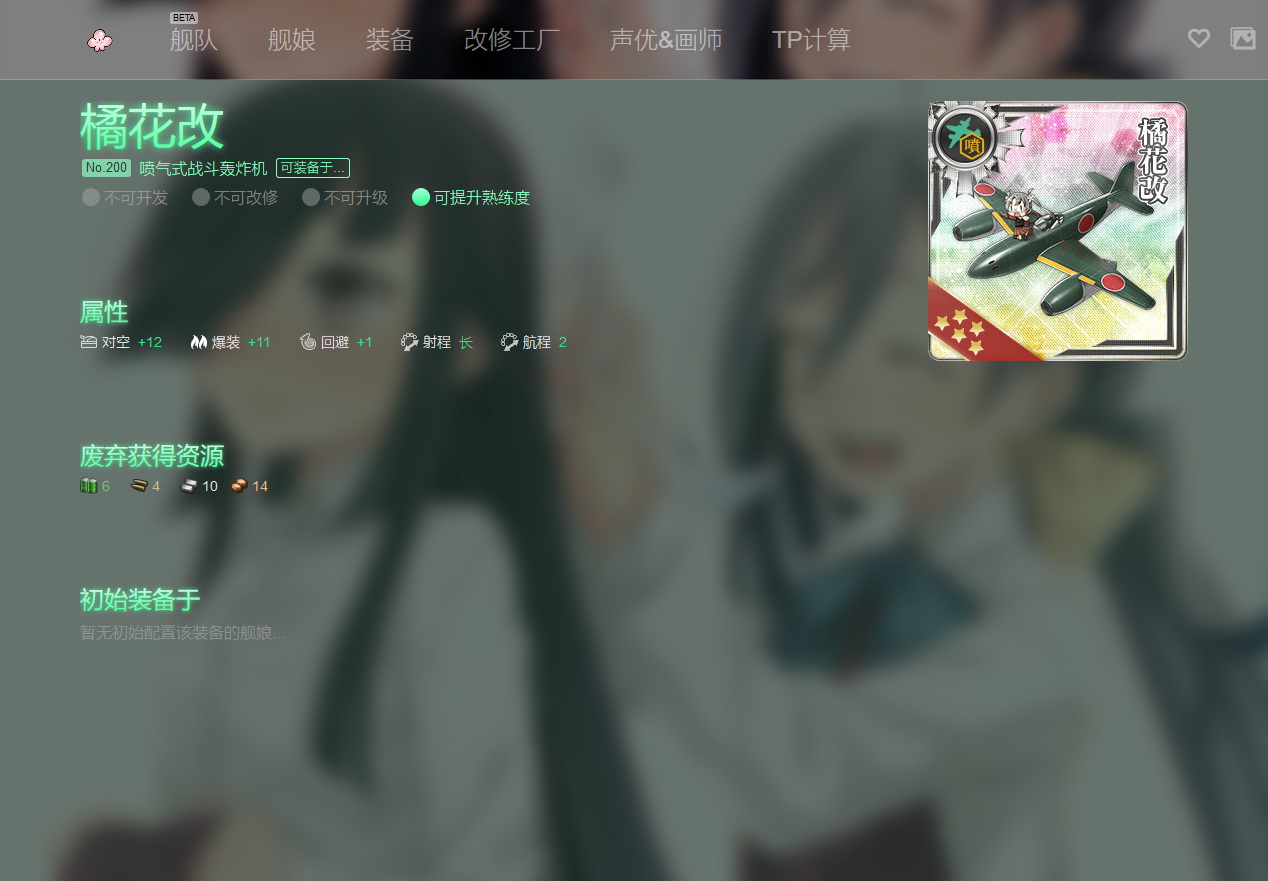 BETA
舰队 舰娘 装备 改修工厂 声优&画师 TP计算
橘花改
No.200 喷气式战斗轰炸机 可装备于...
不可开发 不可改修 不可升级 可提升熟练度
噴
橘花改
属性
对空 +12 爆装 +11 回避 +1 射程 长 航程 2
废弃获得资源
6 4 10 14
初始装备于
暂无初始配置该装备的舰娘...